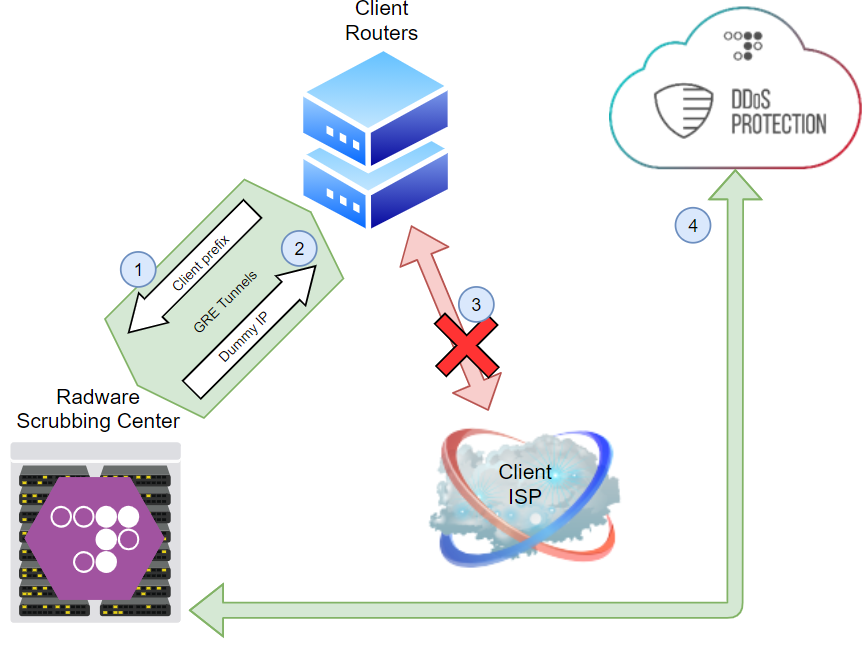 Client
Routers
DDoS
PROTECTION
4
1
2
Client prefix
GRE Tunnels
Dummy IP
3
Radware
Scrubbing Center
Client
ISP